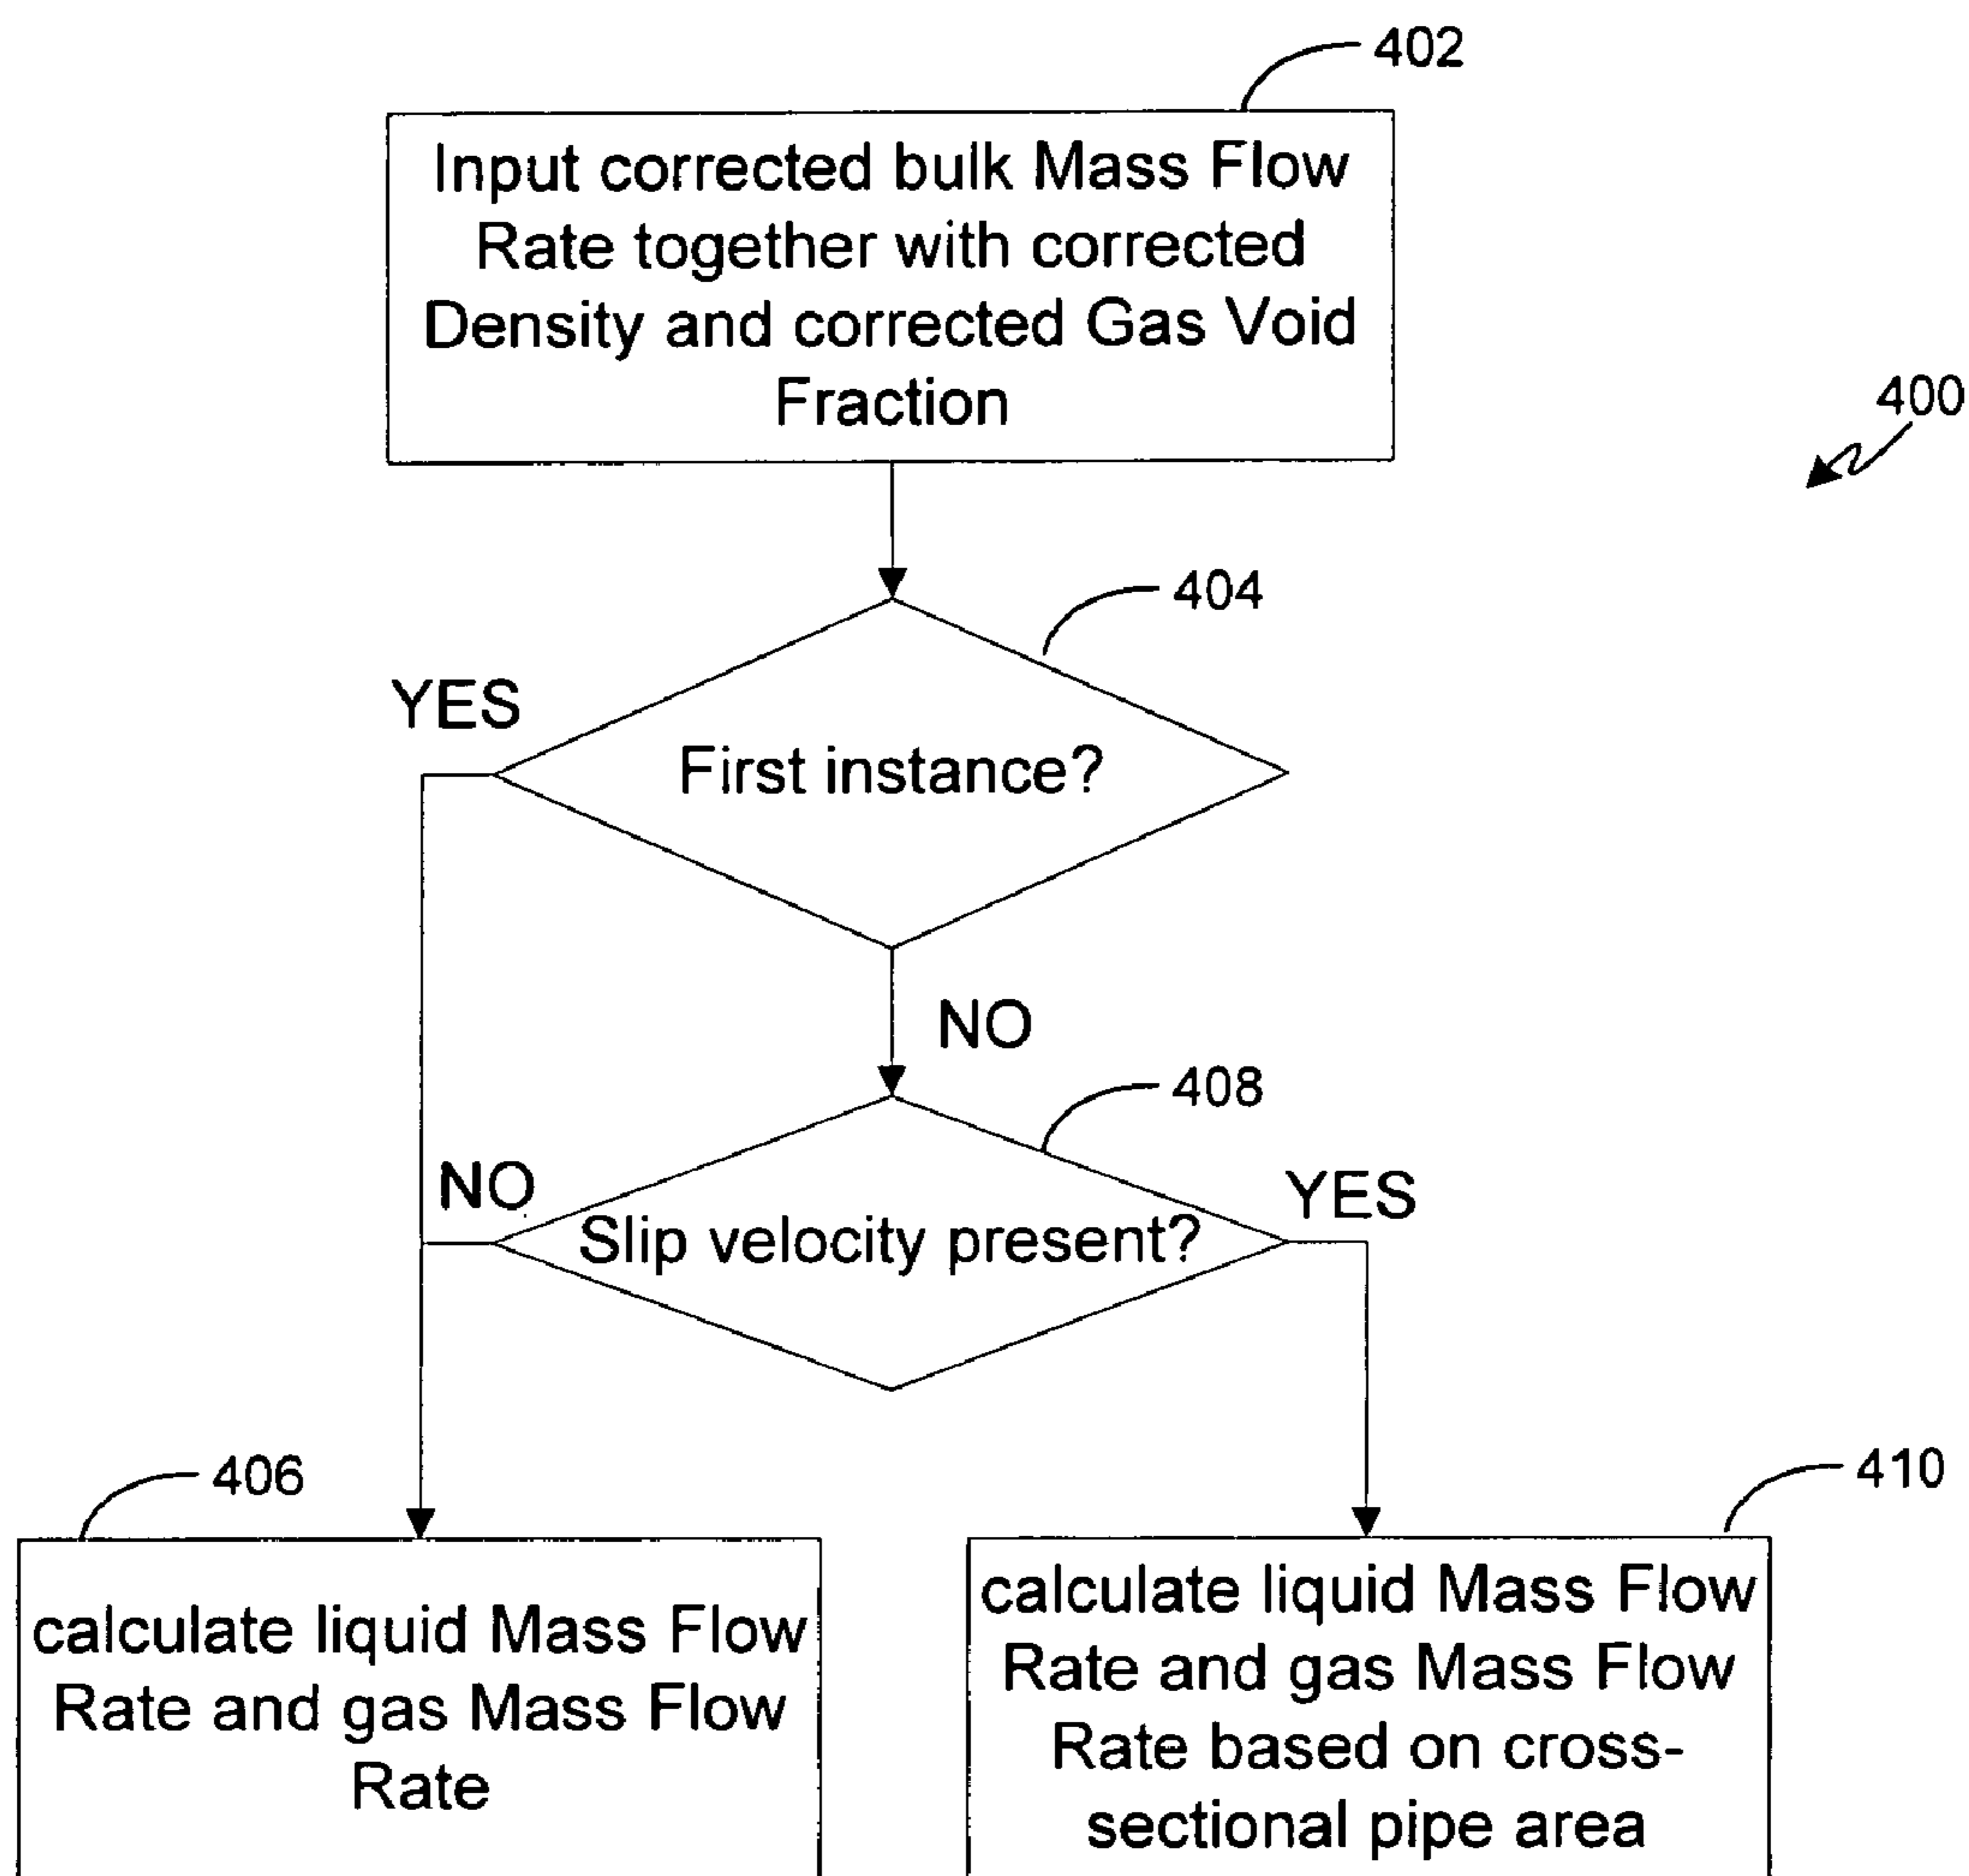 402
Input corrected bulk Mass Flow
Rate together with corrected
Density and corrected Gas Void
Fraction
400
404
YES
First instance?
NO
408
NO
YES
Slip velocity present?
406
410
calculate liquid Mass Flow
Rate and gas Mass Flow
Rate
calculate liquid Mass Flow
Rate and gas Mass Flow
Rate based on cross-
sectional pipe area